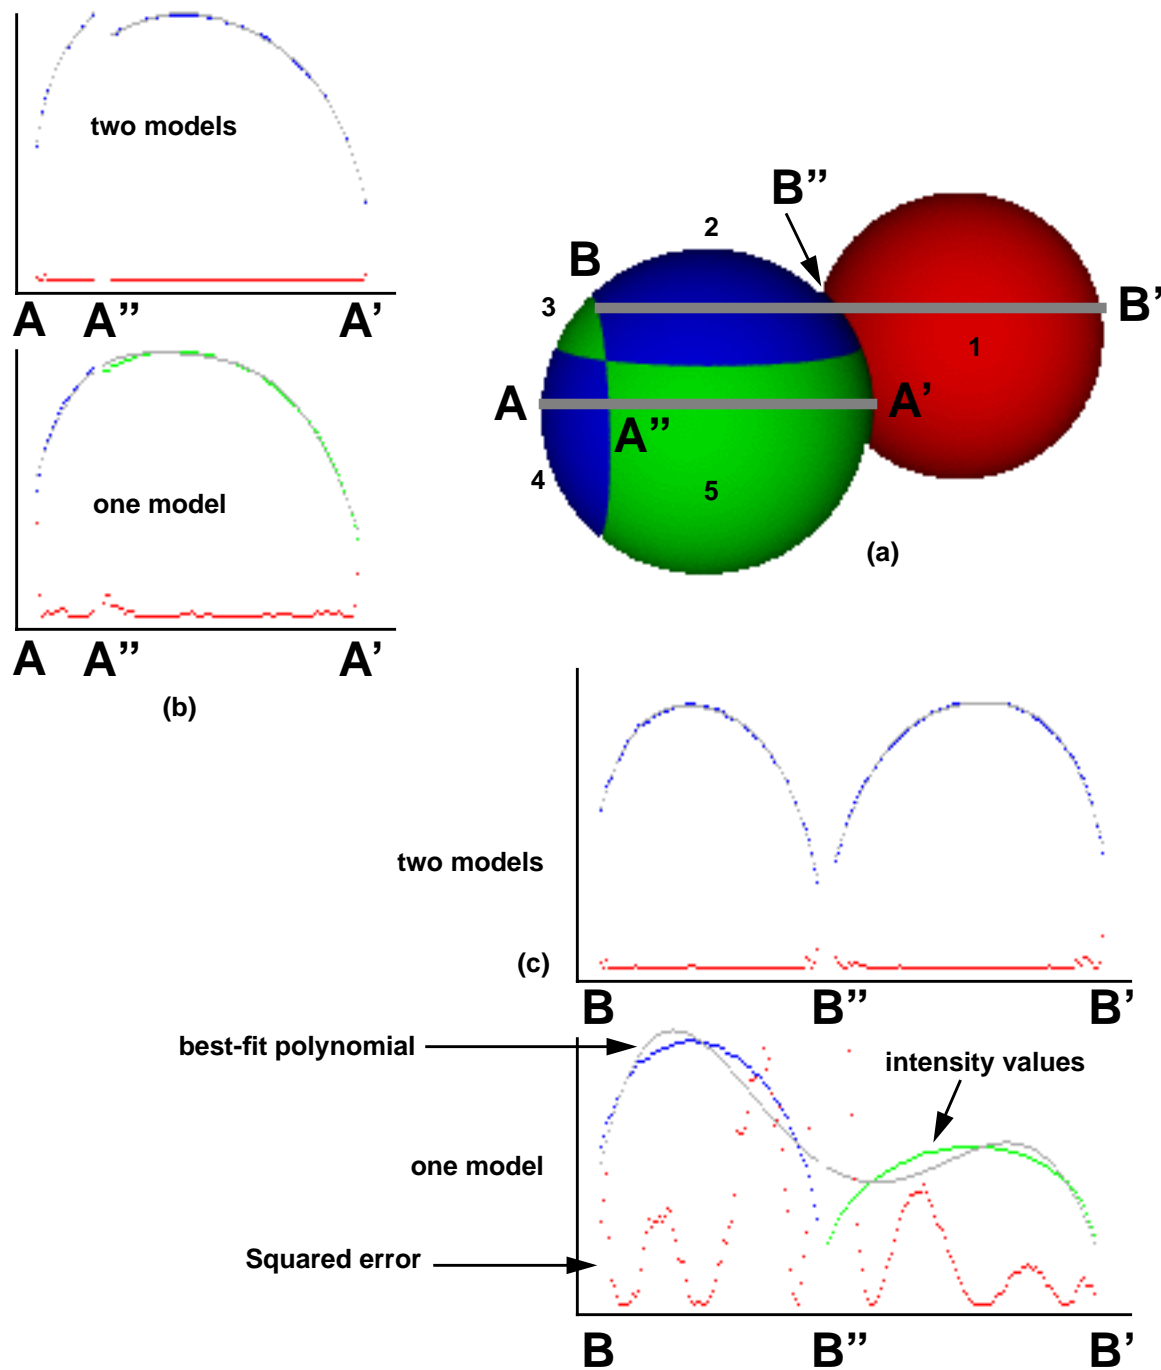 two models
A A’’ A’
one model
A A’’ A’
(b)
B’’
2
B
B’
3
1
A
A’
A’’
4
5
(a)
two models
(c)
B B’’ B’
best-fit polynomial
intensity values
one model
Squared error
B B’’ B’